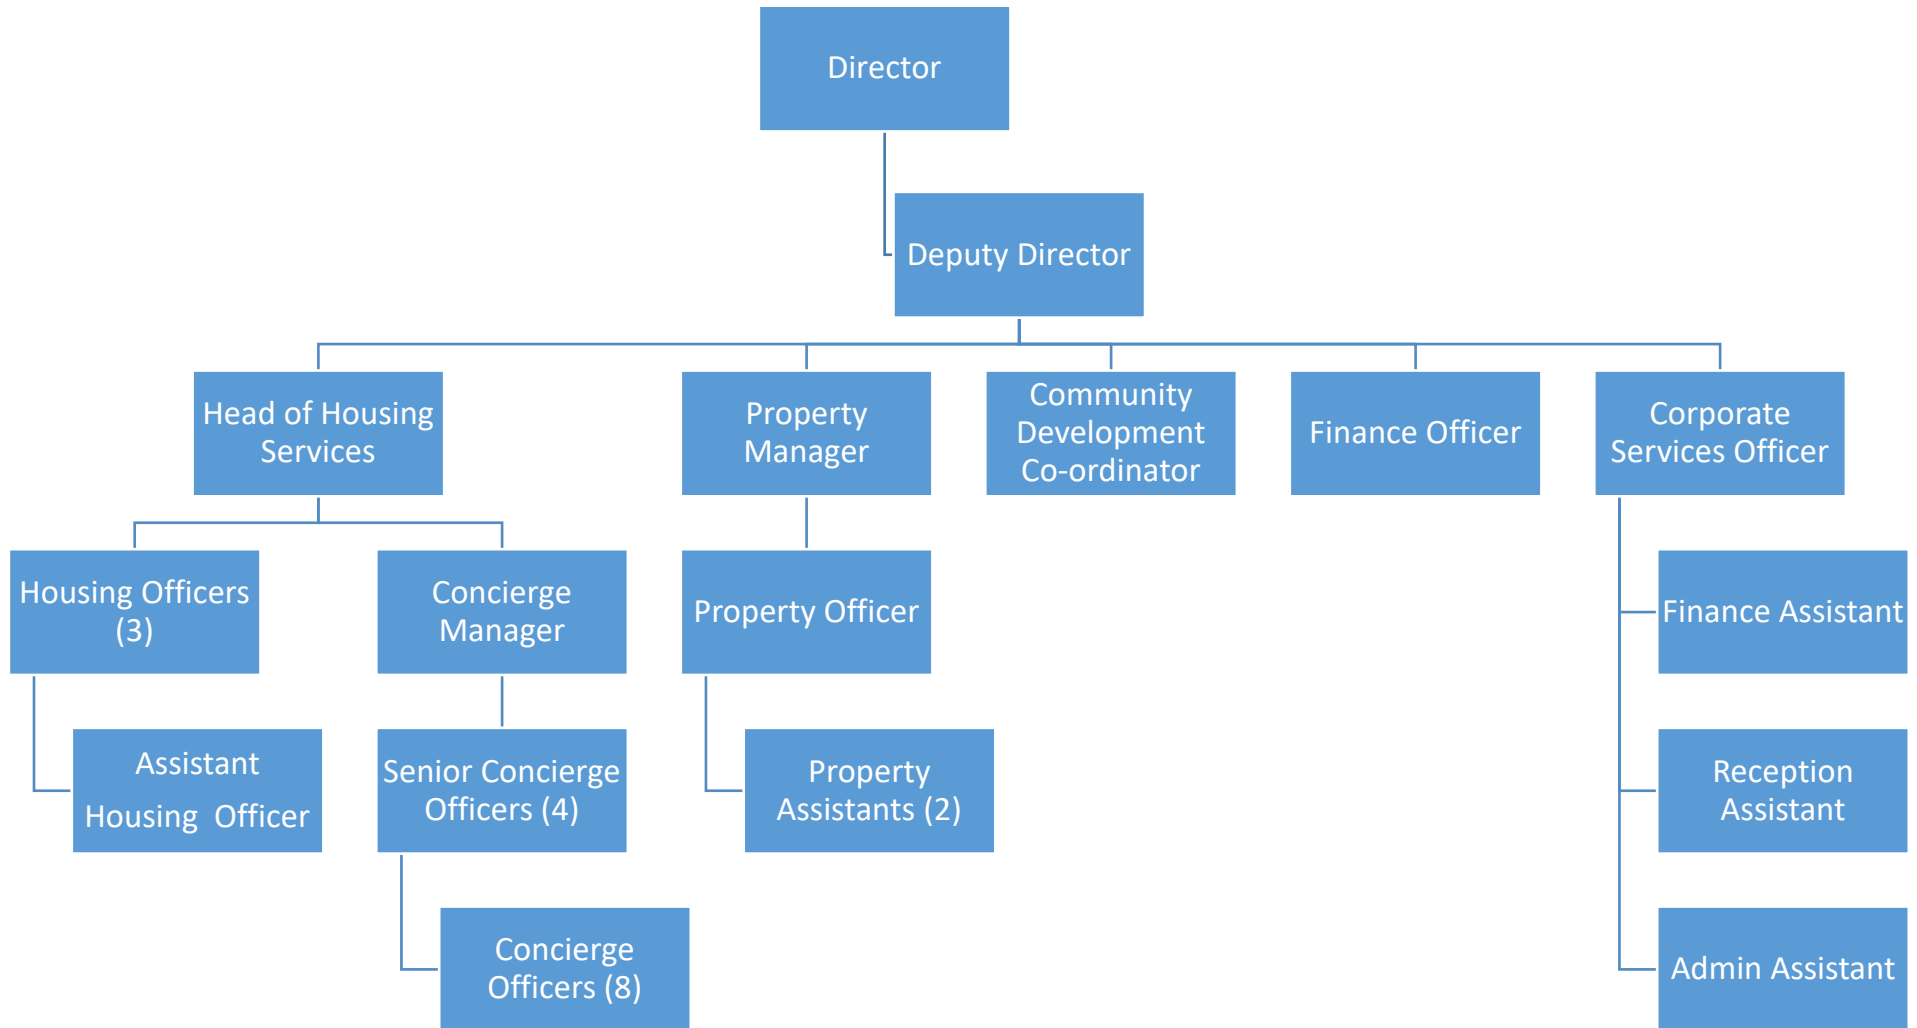 Director
Deputy Director
Head of Housing
Services
Property
Manager
Community
Development
Co-ordinator
Finance Officer
Corporate
Services Officer
Housing Officers
(3)
Concierge
Manager
Property Officer
Finance Assistant
Assistant
Housing  Officer
Senior Concierge
Officers (4)
Property
Assistants (2)
Reception
Assistant
Concierge
Officers (8)
Admin Assistant